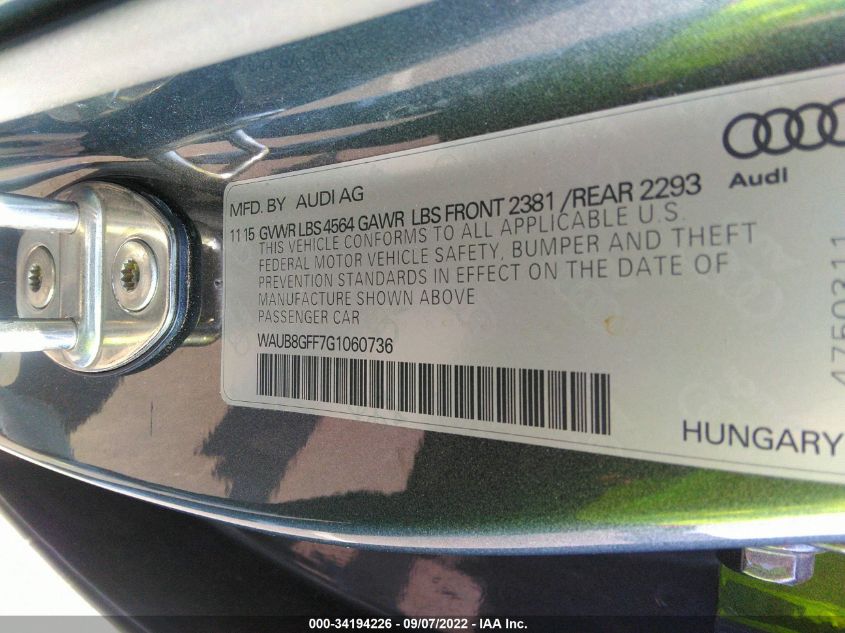 Audi
MFD. BY AUDI AG
11 15 GVWR LBS 4564 GAWR LBS FRONT 2381 /REAR 2293
THIS VEHICLE CONFORMS TO ALL APPLICABLE U.S.
FEDERAL MOTOR VEHICLE SAFETY, BUMPER AND THEFT
PREVENTION STANDARDS IN EFFECT ON THE DATE OF
MANUFACTURE SHOWN ABOVE
PASSENGER CAR
WAUB8GFF7G1060736
4750311
HUNGARY
000-34194226 - 09/07/2022 - IAA Inc.